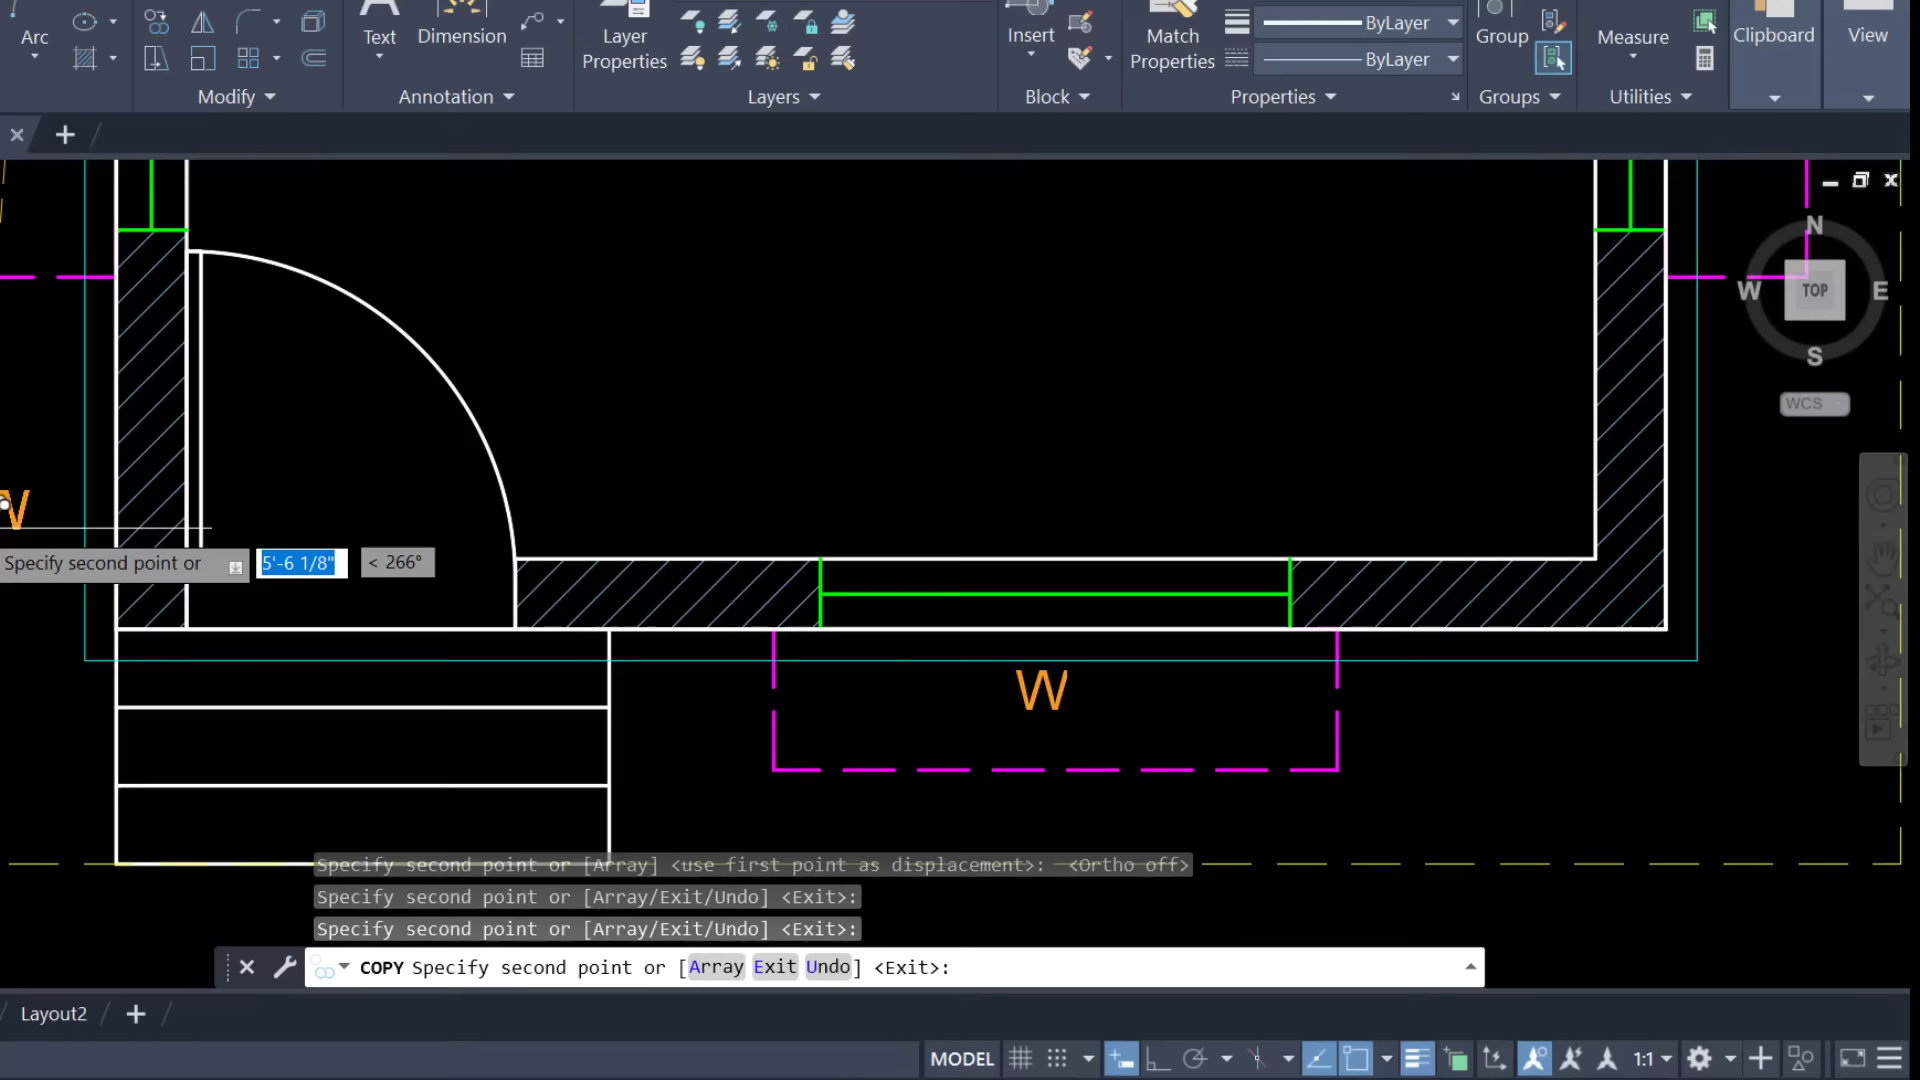 Arc
Text
Dimension
Layer
Properties
Insert
Match
Properties
ByLayer
ByLayer
Group
Measure
Clipboard
View
Modify
Annotation
Layers
Block
Properties
Groups
Utilities
N
W
TOP
E
S
WCS
W
Specify second point or
5'-6 1/8"
< 266°
W
Specify second point or [Array] <use first point as displacement>: <Ortho off>
Specify second point or [Array/Exit/Undo] <Exit>:
Specify second point or [Array/Exit/Undo] <Exit>:
COPY Specify second point or [Array Exit Undo] <Exit>:
Layout2
MODEL
1:1